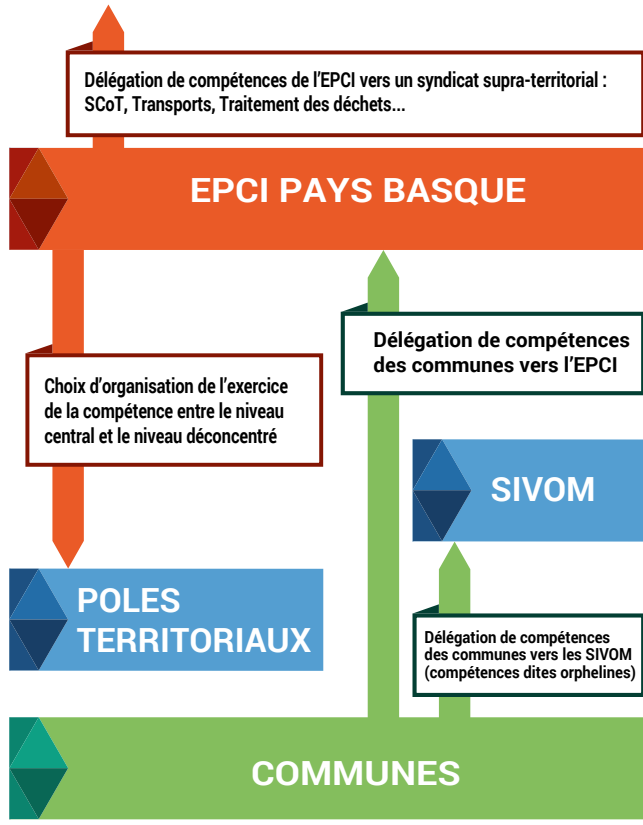 Délégation de compétences de l'EPCI vers un syndicat supra-territorial :
SCoT, Transports, Traitement des déchets...
EPCI PAYS BASQUE
Délégation de compétences
des communes vers l'EPCI
Choix d'organisation de l'exercice
de la compétence entre le niveau
central et le niveau déconcentré
SIVOM
POLES
TERRITORIAUX
Délégation de compétences
des communes vers les SIVOM
(compétences dites orphelines)
COMMUNES